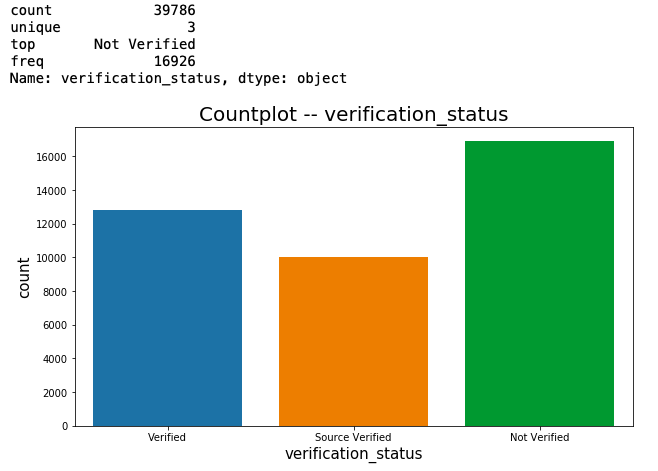 count 39786
unique 3
top Not Verified
freq 16926
Name: verification_status, dtype: object
Countplot -- verification_status
16000
14000
12000
10000
8000
6000
4000
2000
0
count
Verified Source Verified Not Verified
verification_status